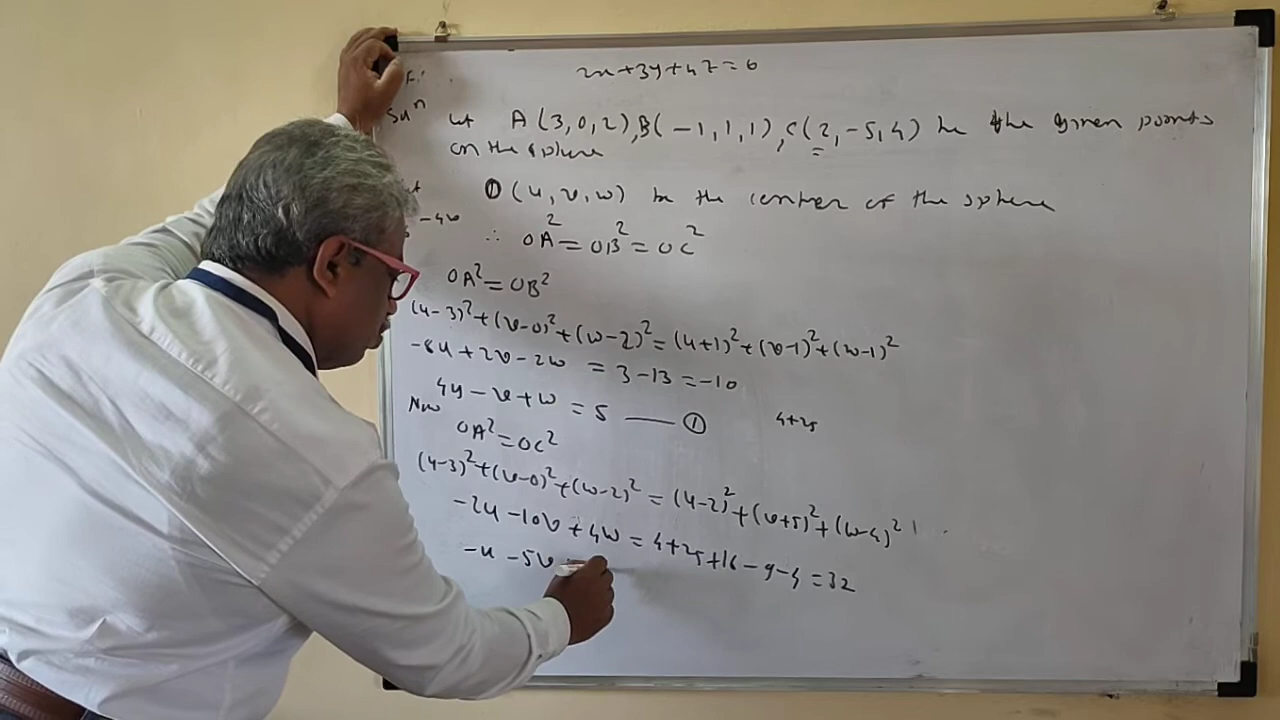 2x+3y+4z=6
Soln Let A(3,0,2), B(-1,1,1), C(2,-5,4) be the given points
on the sphere
O(u,v,w) be the center of the sphere
-4w
∴ OA²=OB²=OC²
OA²=OB²
(u-3)²+(v-0)²+(w-2)²=(u+1)²+(v-1)²+(w-1)²
-8u+2v-2w = 3-13=-10
4u-v+w=5 —— ①
4+25
Now
OA²=OC²
(u-3)²+(v-0)²+(w-2)²=(u-2)²+(v+5)²+(w-4)²
-2u-10v+4w=4+25+16-9-4=32
-u-5v